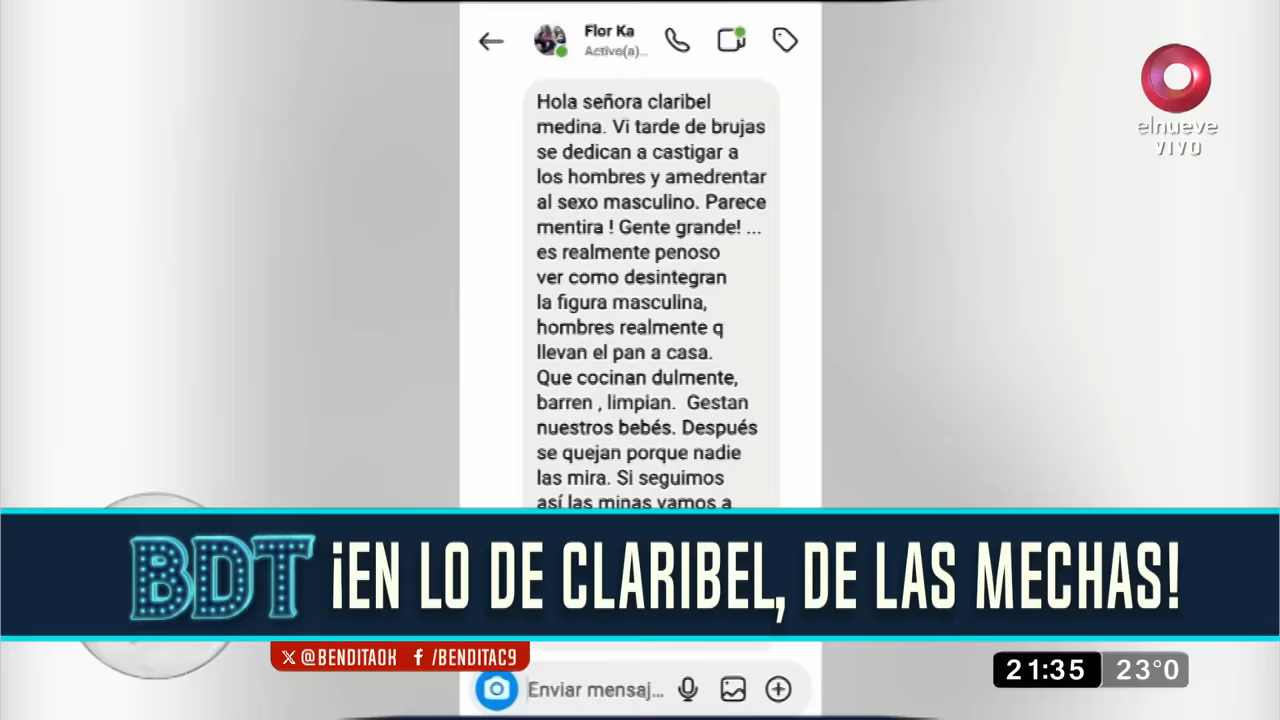 Flor Ka
Activo(a)...
Hola señora claribel
medina. Vi tarde de brujas
se dedican a castigar a
los hombres y amedrentar
al sexo masculino. Parece
mentira ! Gente grande! ...
es realmente penoso
ver como desintegran
la figura masculina,
hombres realmente q
llevan el pan a casa.
Que cocinan dulmente,
barren , limpian.  Gestan
nuestros bebés. Después
se quejan porque nadie
las mira. Si seguimos
así las minas vamos a
elnueve
VIVO
BDT ¡EN LO DE CLARIBEL, DE LAS MECHAS!
X @BENDITAOK f /BENDITAC9
Enviar mensaj...
21:35 23°0